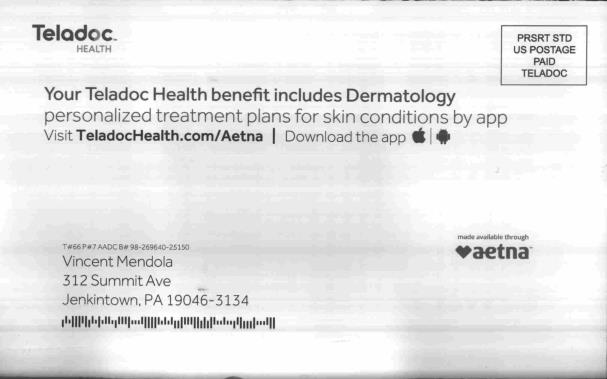 Teladoc
HEALTH
PRSRT STD
US POSTAGE
PAID
TELADOC
Your Teladoc Health benefit includes Dermatology
personalized treatment plans for skin conditions by app
Visit TeladocHealth.com/Aetna | Download the app
made available through
aetna
T#66 P#7 AADC B# 98-269640-25150
Vincent Mendola
312 Summit Ave
Jenkintown, PA 19046-3134